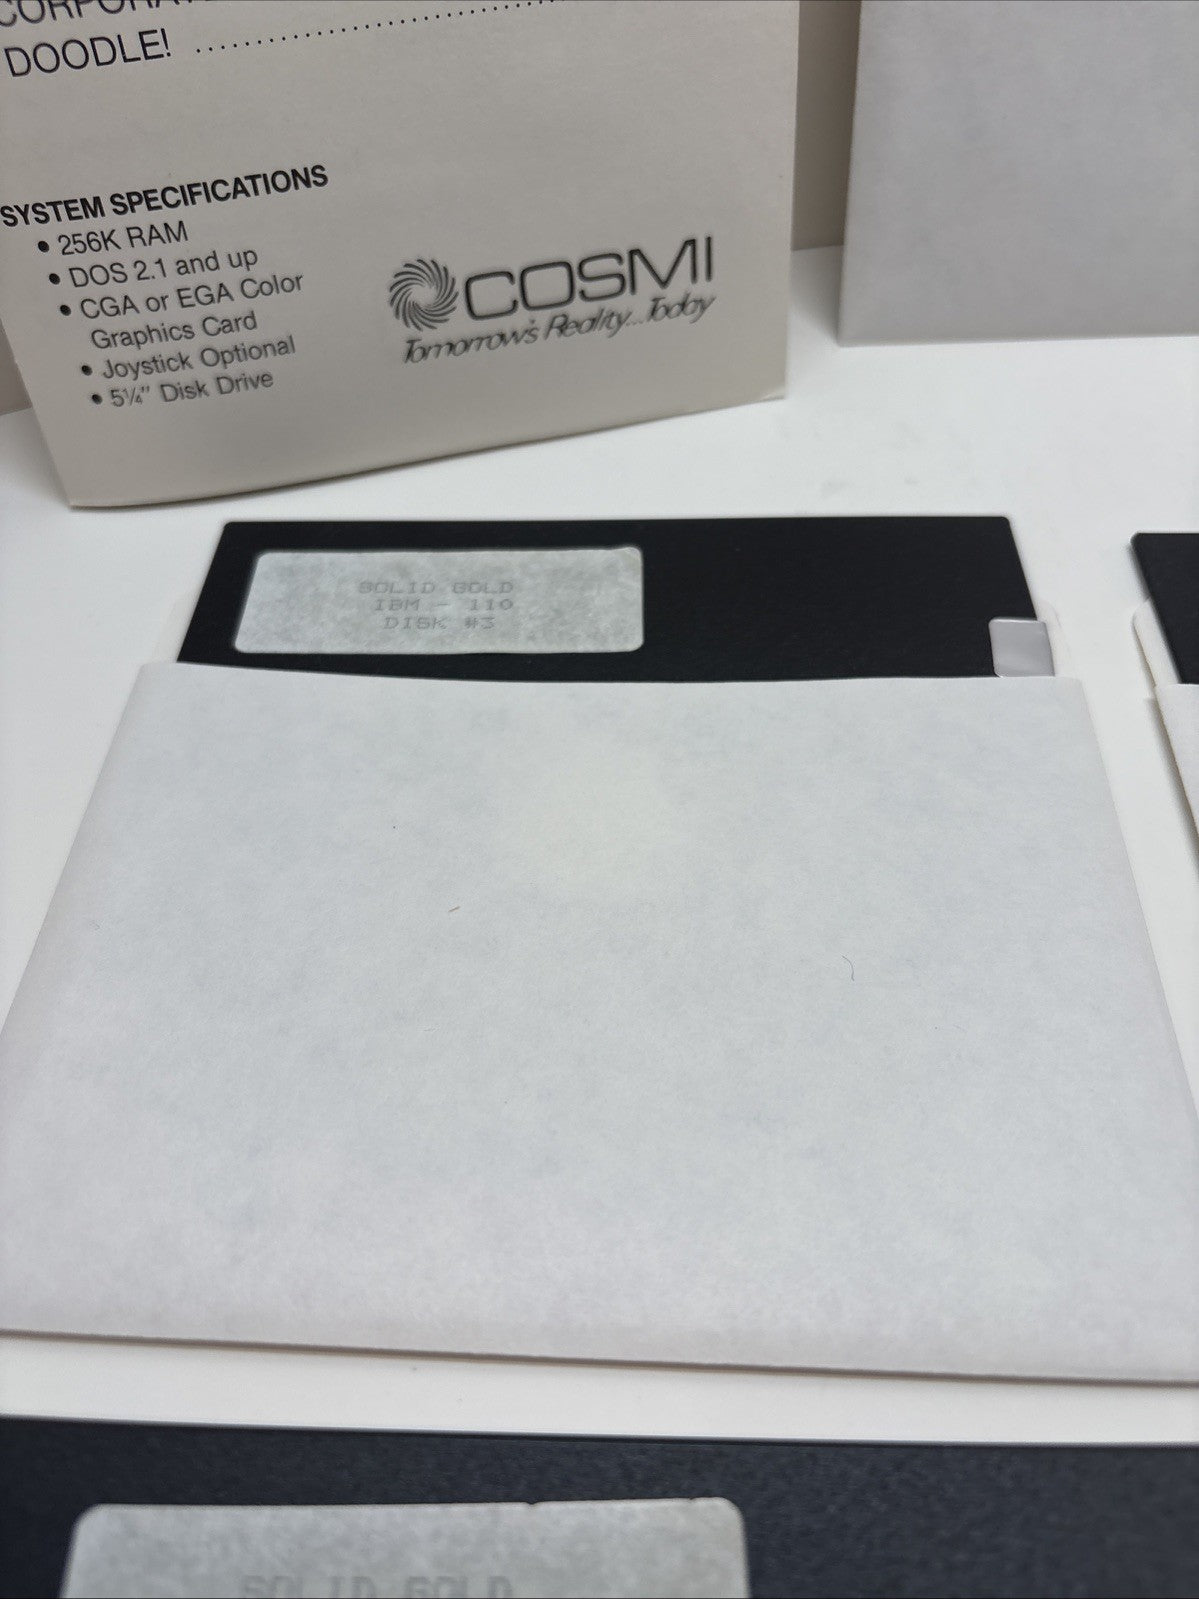 DOODLE! ........................................
SYSTEM SPECIFICATIONS
• 256K RAM
• DOS 2.1 and up
• CGA or EGA Color
Graphics Card
• Joystick Optional
• 5¼" Disk Drive
COSMI
Tomorrow's Reality...Today
SOLID GOLD
IBM - 110
DISK #3
SOLID GOLD